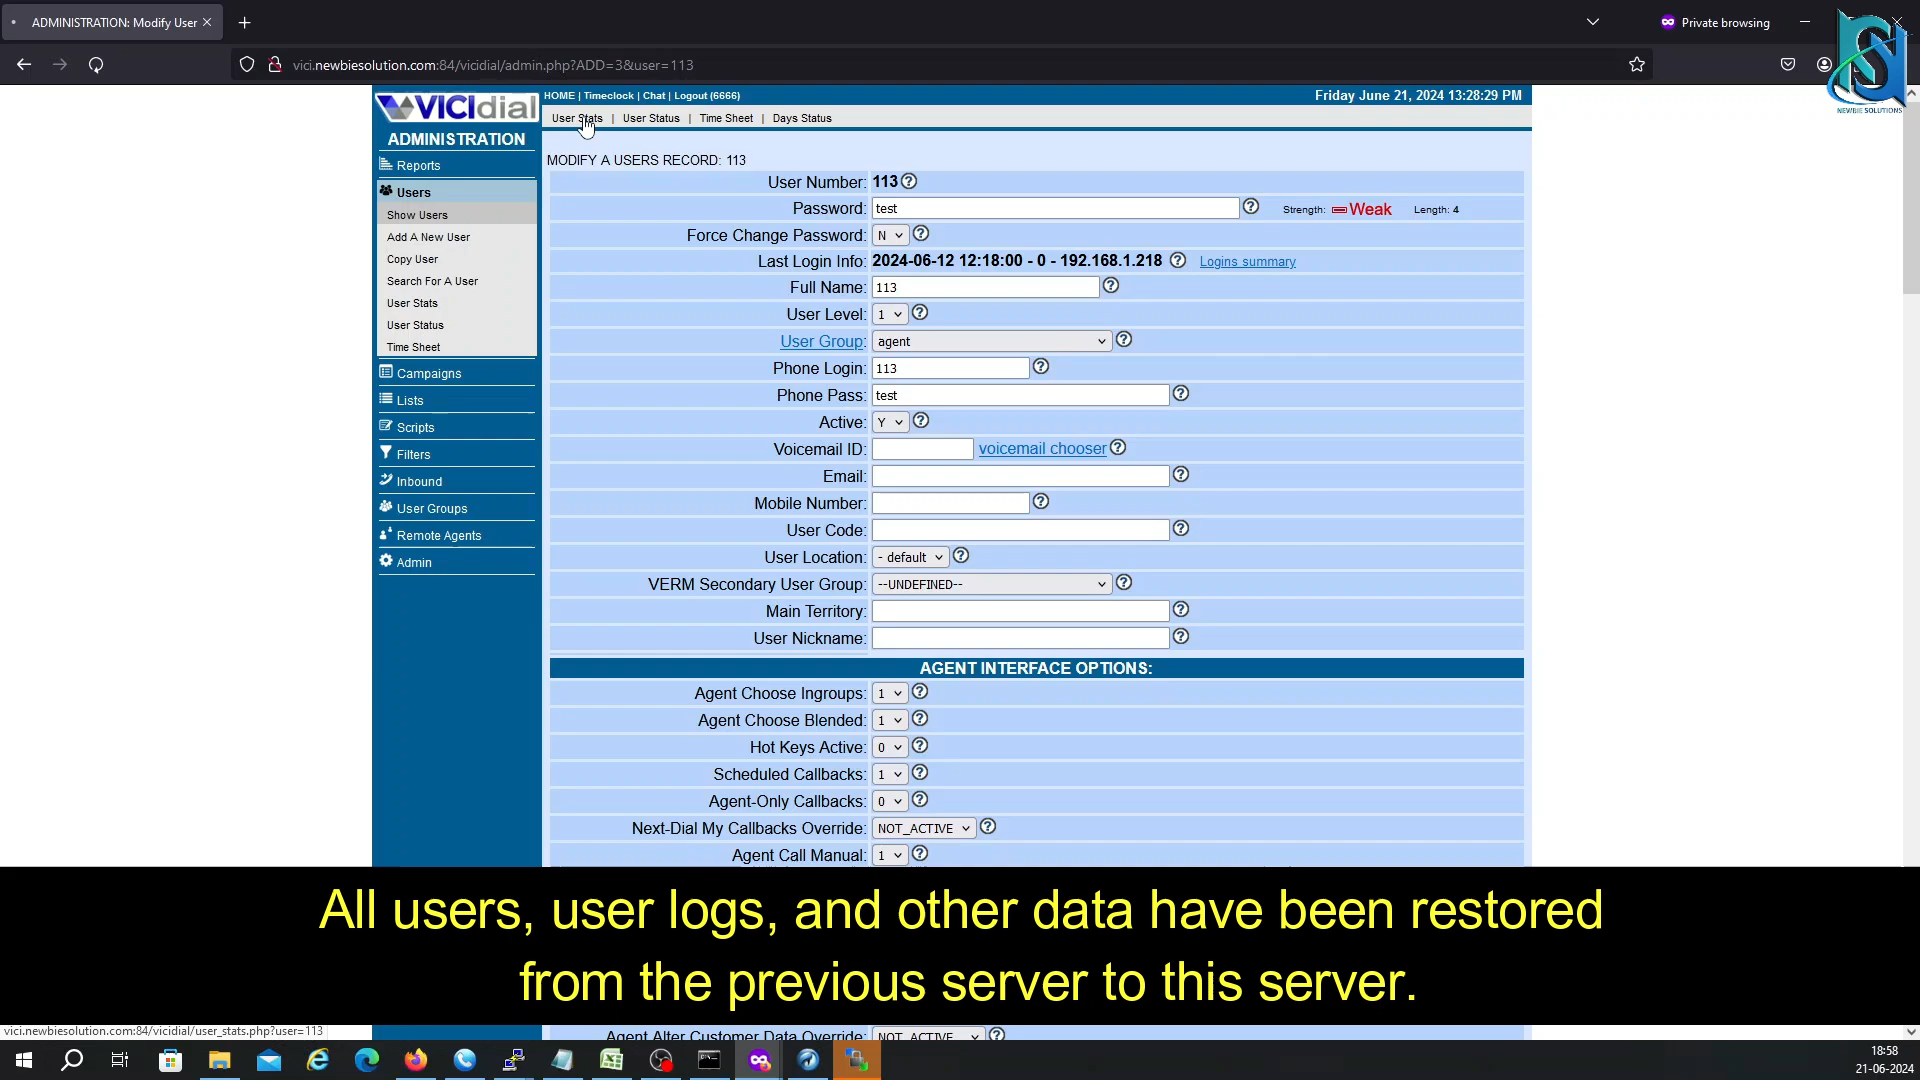 ADMINISTRATION: Modify User
Private browsing
vici.newbiesolution.com:84/vicidial/admin.php?ADD=3&user=113
NEWBIE SOLUTIONS
VICIdial
HOME | Timeclock | Chat | Logout (6666)
Friday June 21, 2024 13:28:29 PM
User Stats | User Status | Time Sheet | Days Status
ADMINISTRATION
Reports
Users
Show Users
Add A New User
Copy User
Search For A User
User Stats
User Status
Time Sheet
Campaigns
Lists
Scripts
Filters
Inbound
User Groups
Remote Agents
Admin
MODIFY A USERS RECORD: 113
User Number: 113
Password: test Strength: Weak Length: 4
Force Change Password: N
Last Login Info: 2024-06-12 12:18:00 - 0 - 192.168.1.218 Logins summary
Full Name: 113
User Level: 1
User Group: agent
Phone Login: 113
Phone Pass: test
Active: Y
Voicemail ID: voicemail chooser
Email:
Mobile Number:
User Code:
User Location: - default
VERM Secondary User Group: --UNDEFINED--
Main Territory:
User Nickname:
AGENT INTERFACE OPTIONS:
Agent Choose Ingroups: 1
Agent Choose Blended: 1
Hot Keys Active: 0
Scheduled Callbacks: 1
Agent-Only Callbacks: 0
Next-Dial My Callbacks Override: NOT_ACTIVE
Agent Call Manual: 1
All users, user logs, and other data have been restored
from the previous server to this server.
vici.newbiesolution.com:84/vicidial/user_stats.php?user=113
Agent Alter Customer Data Override: NOT_ACTIVE
18:58
21-06-2024